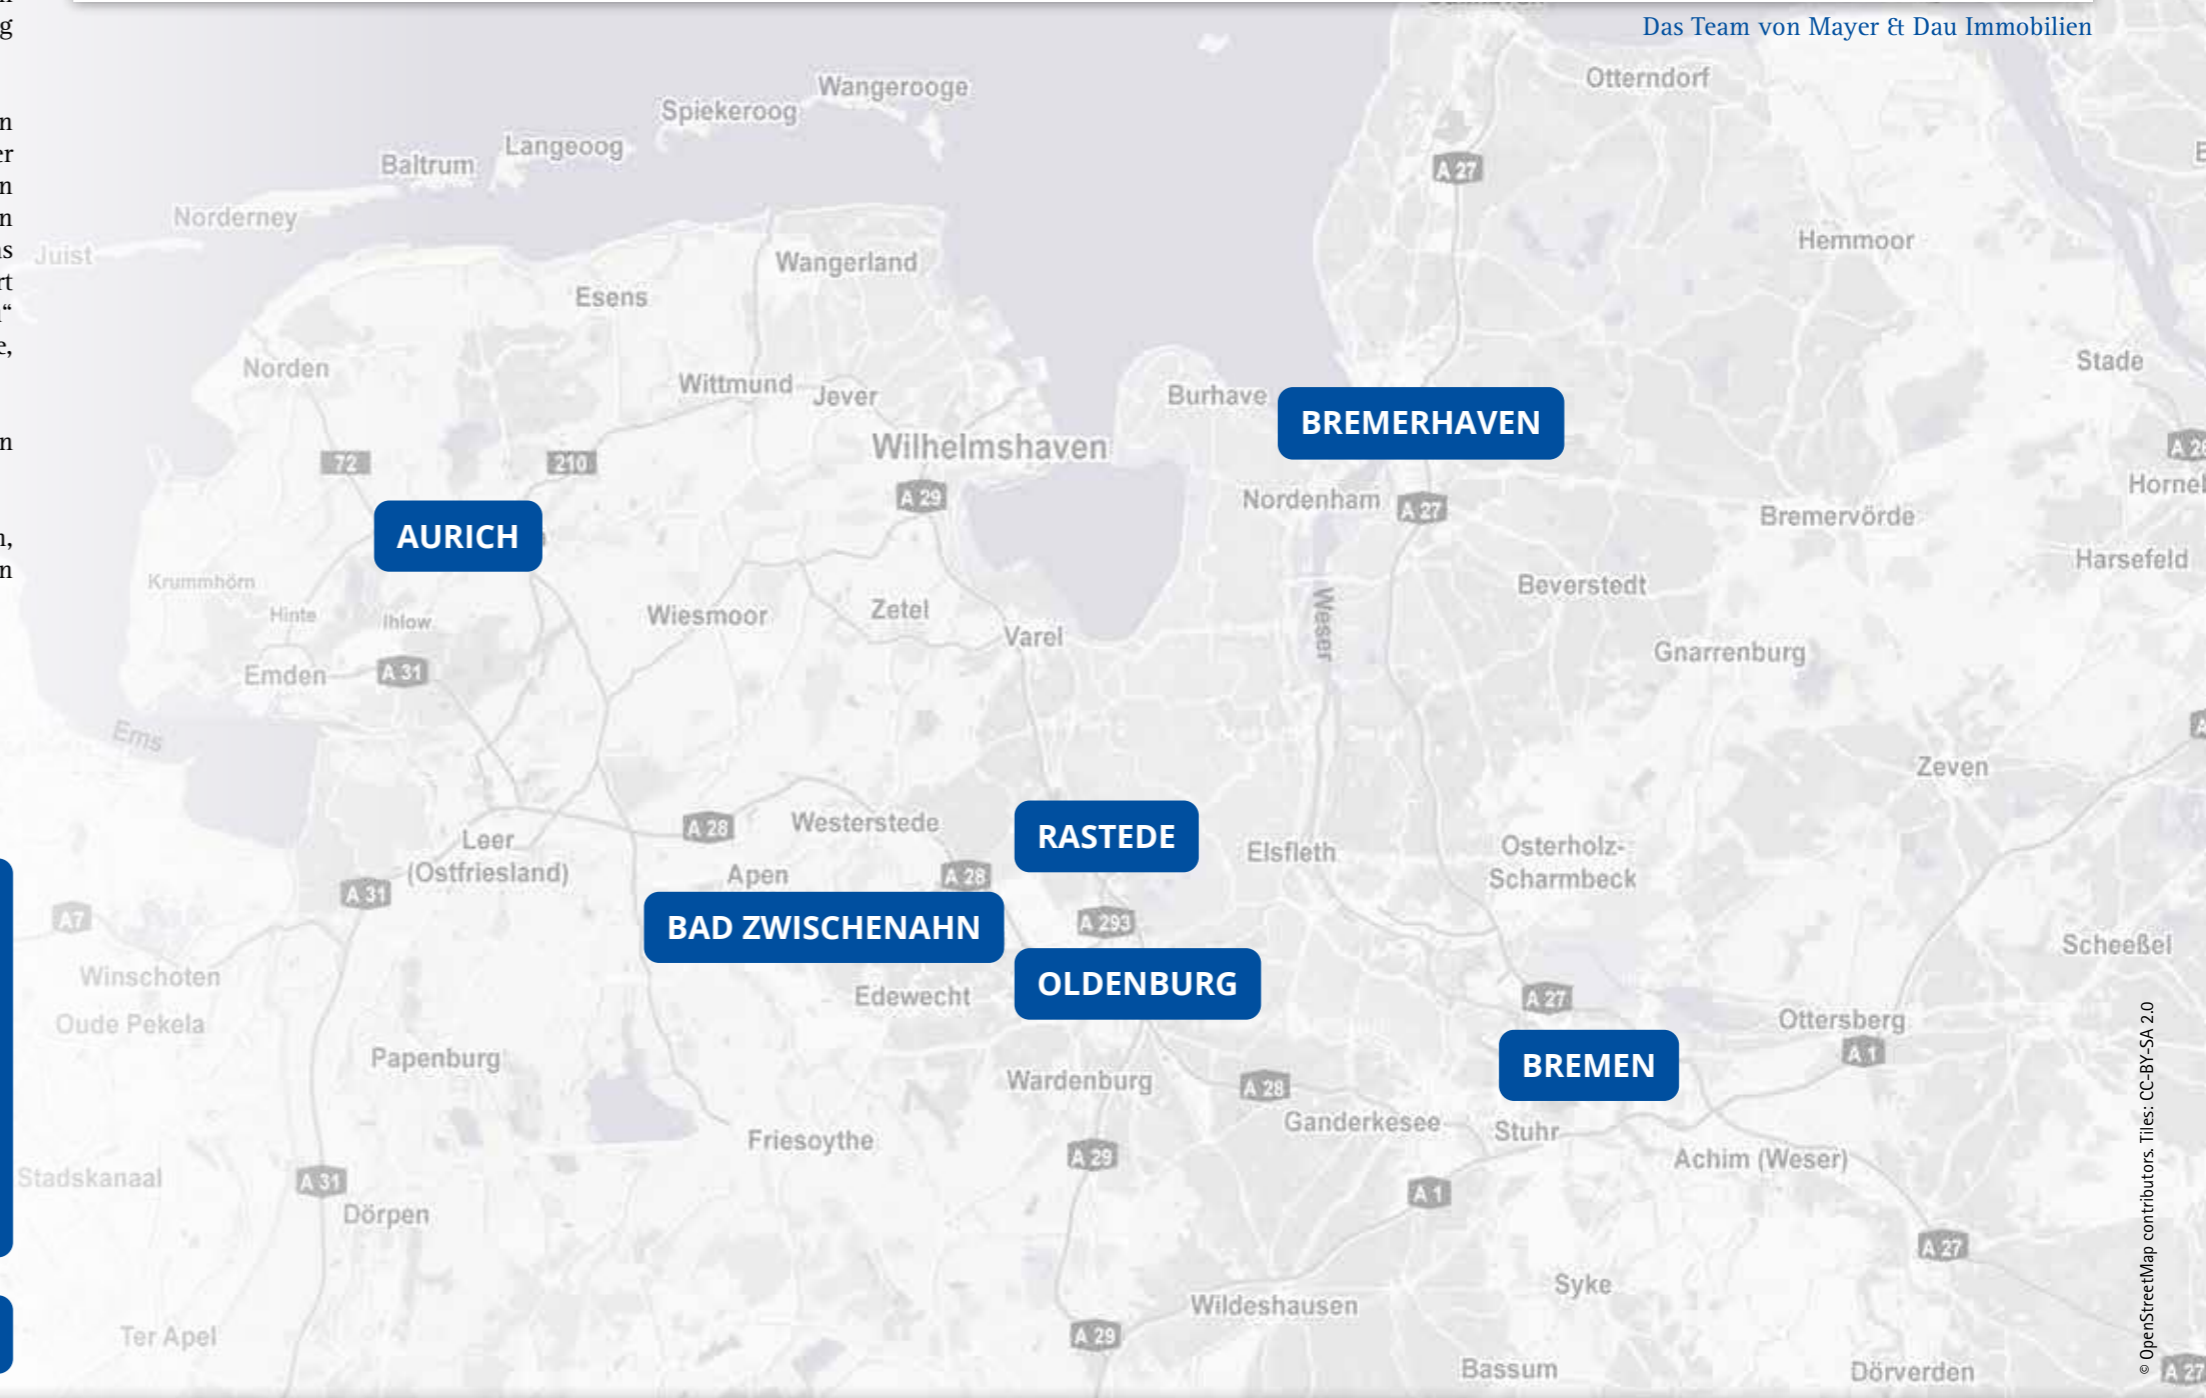 g
Das Team von Mayer & Dau Immobilien
Otterndorf
Wangerooge
Spiekeroog
Langeoog
Baltrum
A 27
Norderney
Juist
Hemmoor
Wangerland
Esens
Norden
Wittmund
Jever
Burhave
BREMERHAVEN
Stade
Wilhelmshaven
72
210
A 29
Nordenham
A 27
Bremervörde
AURICH
Harsefeld
Krummhörn
Hinte
Ihlow
Wiesmoor
Zetel
Varel
Weser
Beverstedt
Gnarrenburg
Emden
A 31
Ems
Zeven
A 28
Westerstede
RASTEDE
Elsfleth
Osterholz-
Scharmbeck
Leer
(Ostfriesland)
Apen
A 28
A 31
A7
BAD ZWISCHENAHN
A 293
Scheeßel
Winschoten
OLDENBURG
Edewecht
A 27
Oude Pekela
Ottersberg
A 1
Papenburg
BREMEN
Wardenburg
A 28
Ganderkesee
Stuhr
Friesoythe
A 29
Achim (Weser)
Stadskanaal
A 31
A 1
Dörpen
A 27
Syke
Wildeshausen
Ter Apel
A 29
Bassum
Dörverden
A 27
© OpenStreetMap contributors. Tiles: CC-BY-SA 2.0